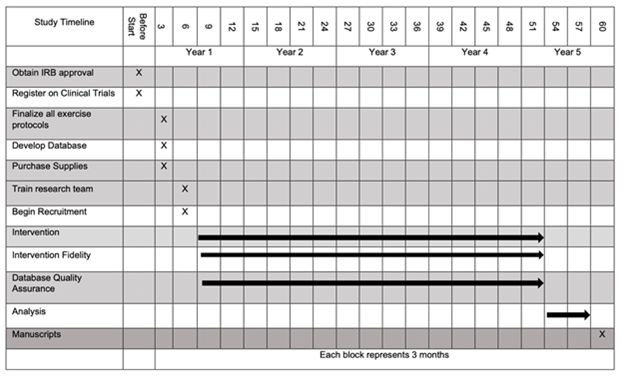 Study Timeline Before Start 3 6 9 12 15 18 21 24 27 30 33 36 39 42 45 48 51 54 57 60
Year 1 Year 2 Year 3 Year 4 Year 5
Obtain IRB approval X
Register on Clinical Trials X
Finalize all exercise
protocols X
Develop Database X
Purchase Supplies X
Train research team X
Begin Recruitment X
Intervention
Intervention Fidelity
Database Quality
Assurance
Analysis
Manuscripts X
Each block represents 3 months